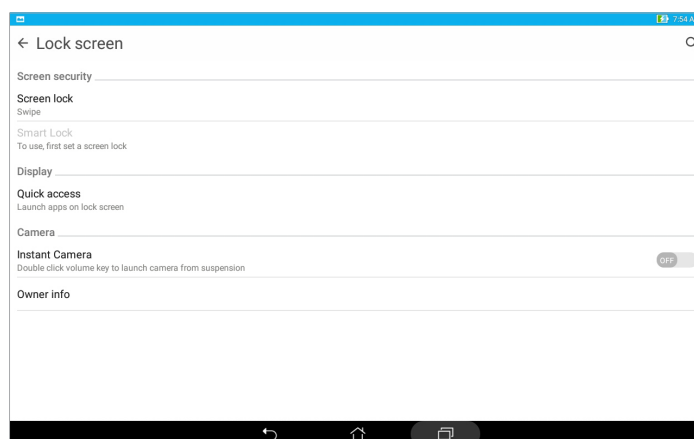 7:54 A
Lock screen
Screen security
Screen lock
Swipe
Smart Lock
To use, first set a screen lock
Display
Quick access
Launch apps on lock screen
Camera
Instant Camera
Double click volume key to launch camera from suspension
OFF
Owner info